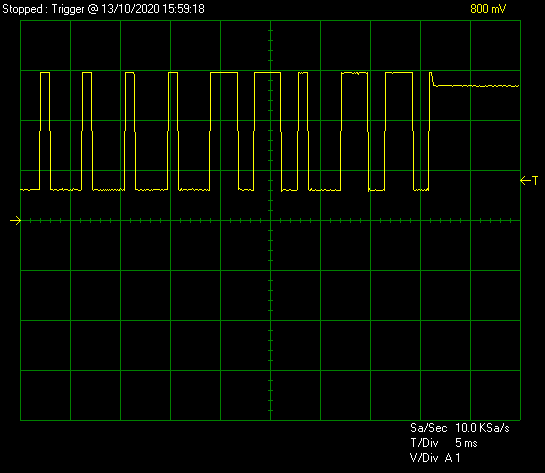 Stopped : Trigger @ 13/10/2020 15:59:18
800 mV
T
Sa/Sec 10.0 KSa/s
T/Div 5 ms
V/Div A 1